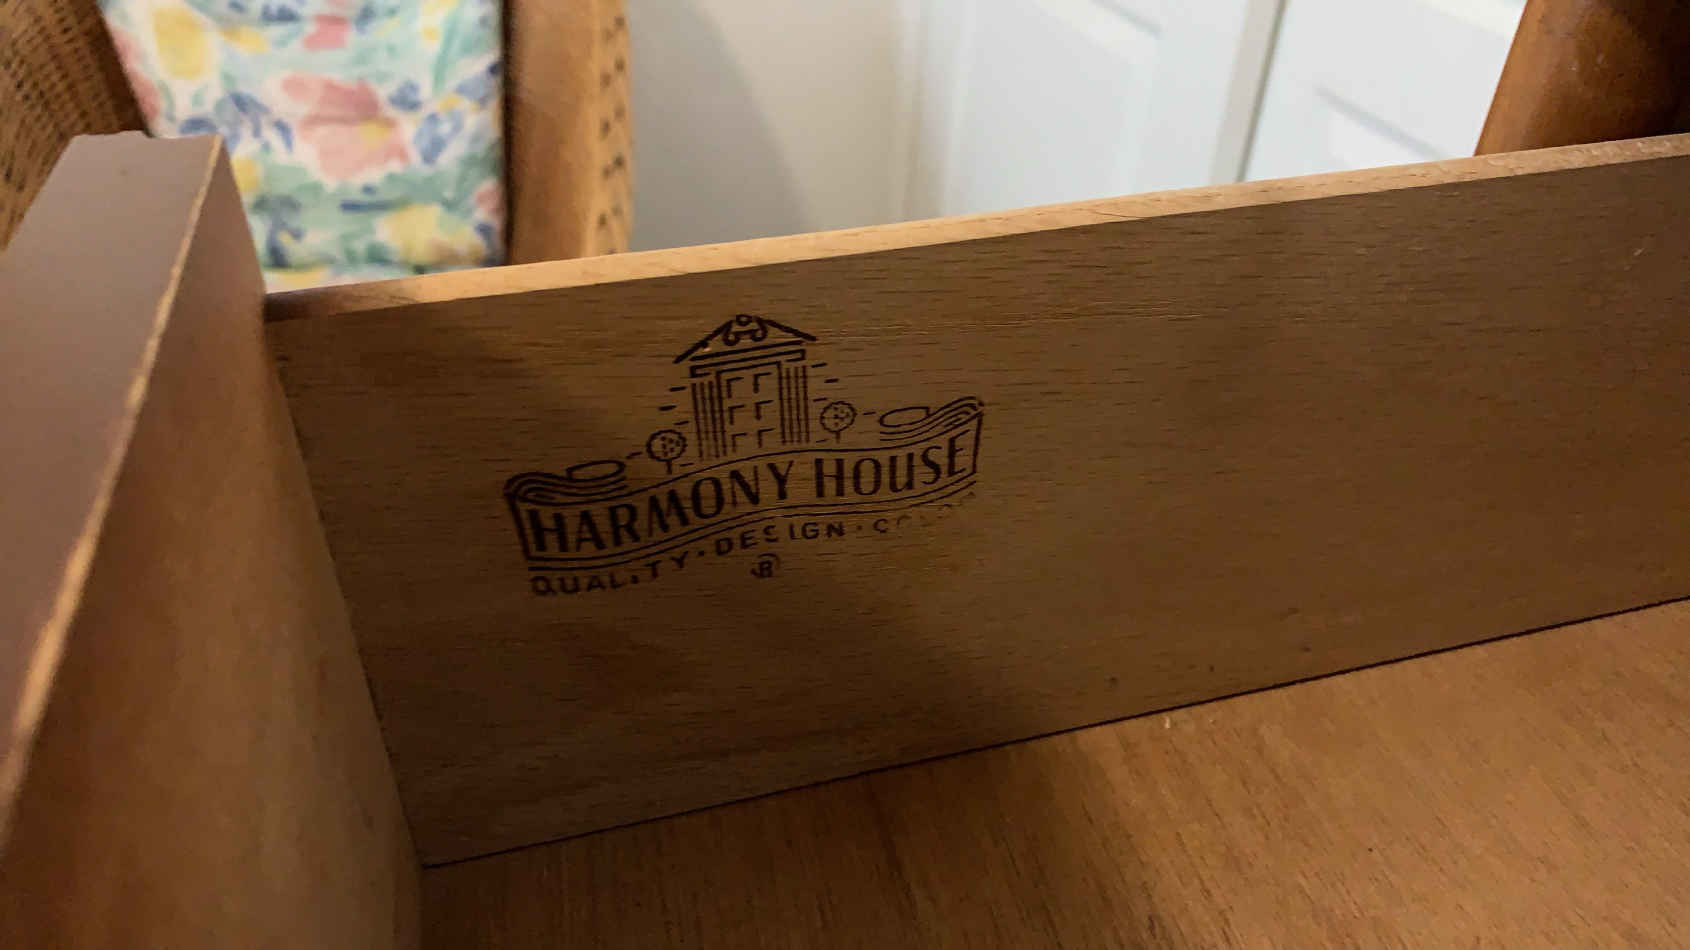 HARMONY HOUSE
QUALITY · DESIGN ·
®